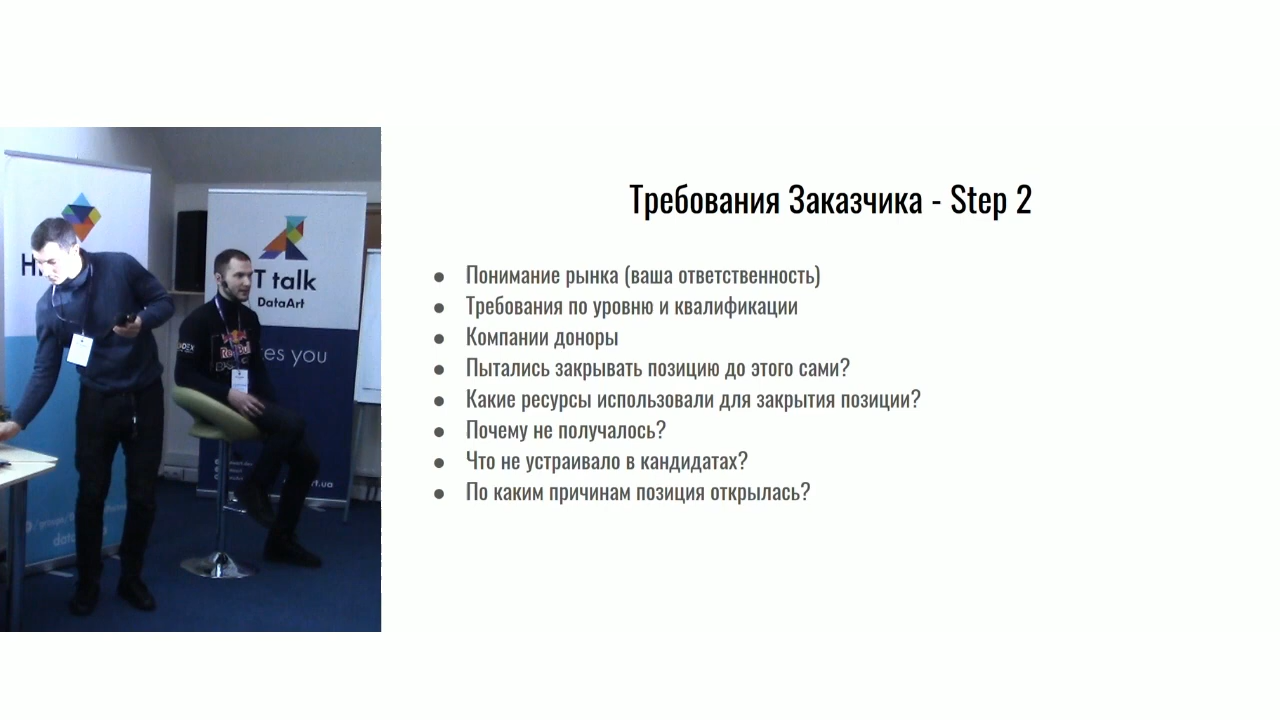 Требования Заказчика - Step 2
● Понимание рынка (ваша ответственность)
● Требования по уровню и квалификации
● Компании доноры
● Пытались закрывать позицию до этого сами?
● Какие ресурсы использовали для закрытия позиции?
● Почему не получалось?
● Что не устраивало в кандидатах?
● По каким причинам позиция открылась?
T talk
DataArt
you
Red Bull